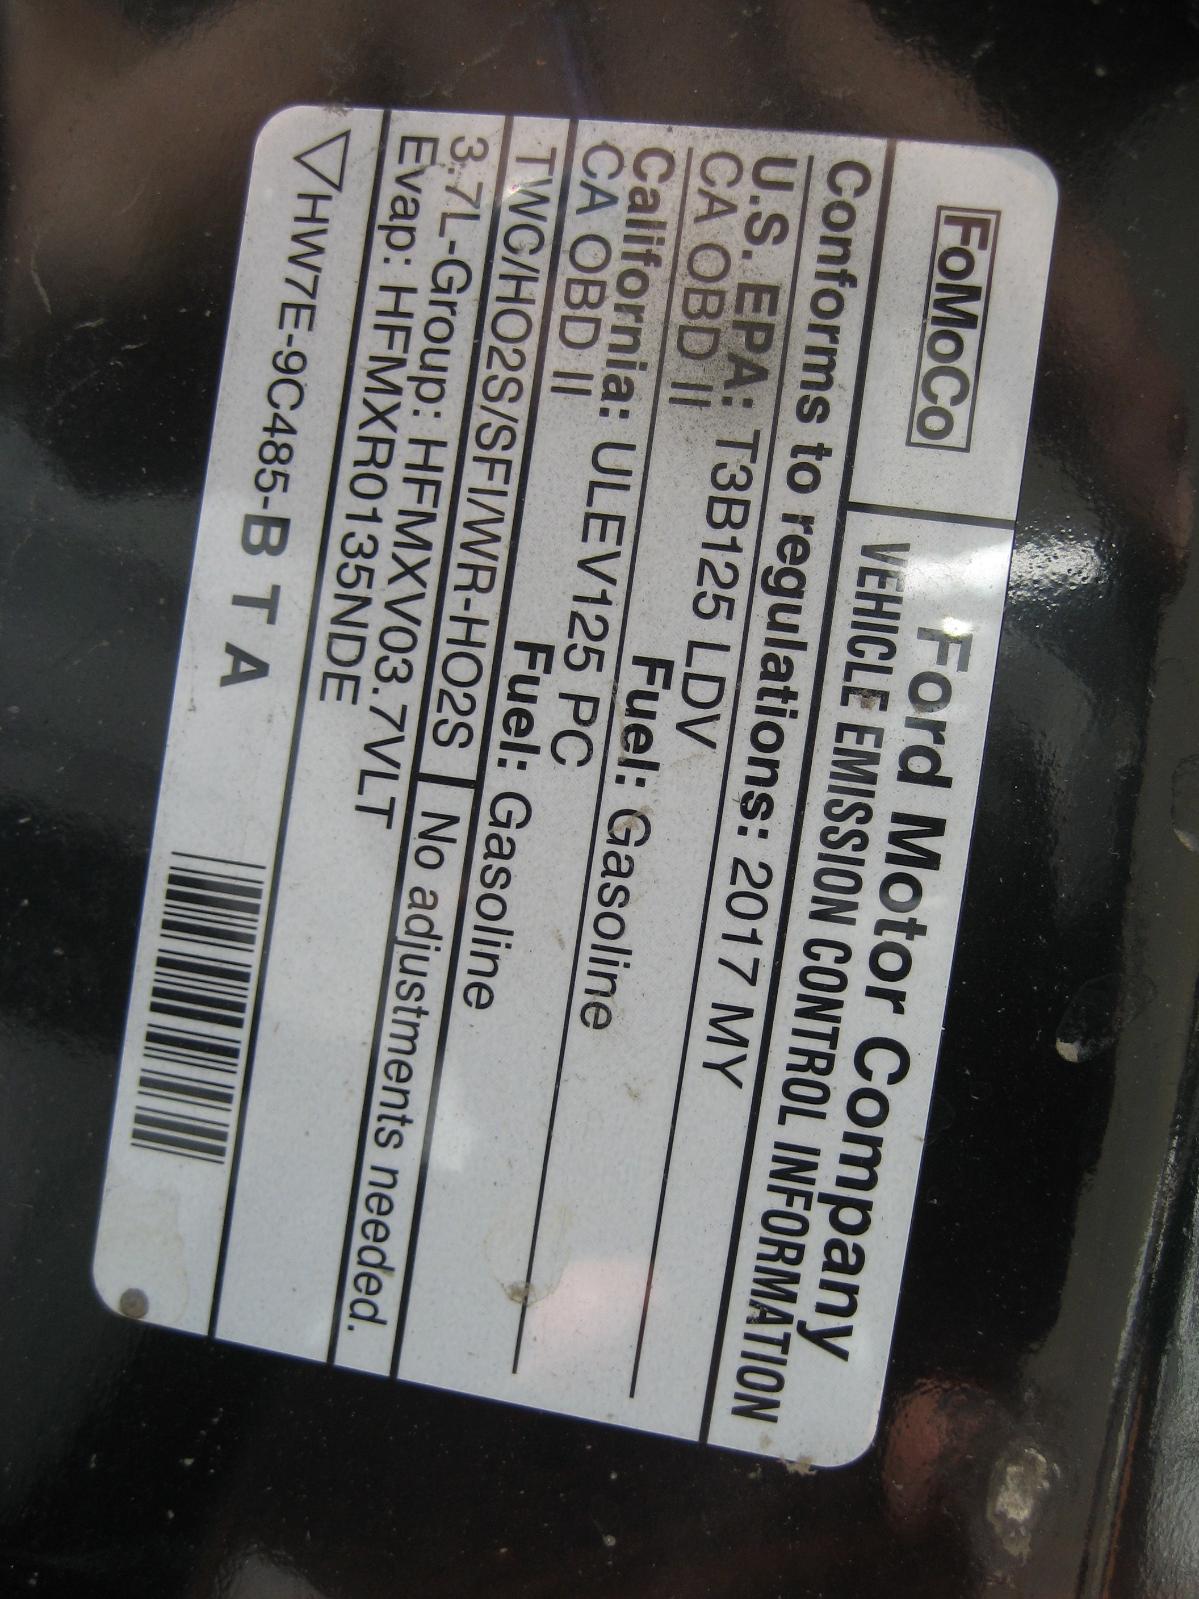 FoMoCo
Ford Motor Company
VEHICLE EMISSION CONTROL INFORMATION
Conforms to regulations: 2017 MY
U.S. EPA: T3B125 LDV
CA OBD II Fuel: Gasoline
California: ULEV125 PC
CA OBD II Fuel: Gasoline
TWC/HO2S/SFI/WR-HO2S No adjustments needed.
3.7L-Group: HFMXV03.7VLT
Evap: HFMXR0135NDE
HW7E-9C485-B T A